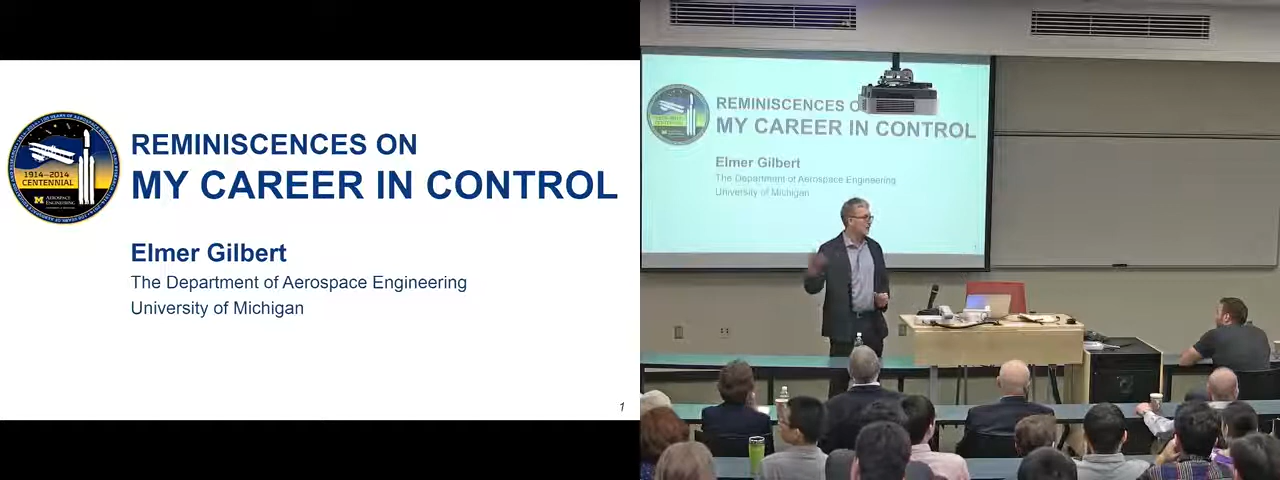 REMINISCENCES ON
MY CAREER IN CONTROL
Elmer Gilbert
The Department of Aerospace Engineering
University of Michigan
1914–2014
CENTENNIAL
M AEROSPACE
ENGINEERING
1
REMINISCENCES O
MY CAREER IN CONTROL
Elmer Gilbert
The Department of Aerospace Engineering
University of Michigan